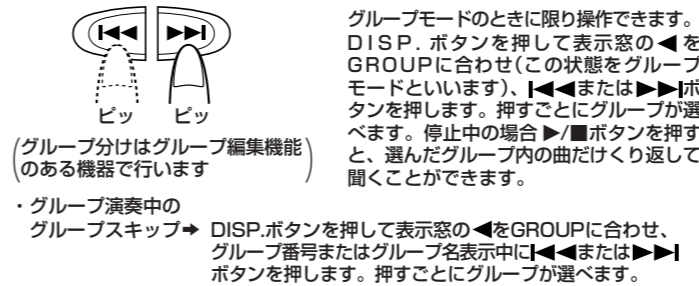 グループモードのときに限り操作できます。
DISP. ボタンを押して表示窓の◀を
GROUPに合わせ(この状態をグループ
モードといいます)、|◀◀または▶▶|ボ
タンを押します。押すごとにグループが選
べます。停止中の場合▶/■ボタンを押す
と、選んだグループ内の曲だけくり返して
聞くことができます。
|◀◀ ▶▶|
ピッ ピッ
(グループ分けはグループ編集機能
のある機器で行います)
・グループ演奏中の
グループスキップ➡ DISP.ボタンを押して表示窓の◀をGROUPに合わせ、
グループ番号またはグループ名表示中に|◀◀または▶▶|
ボタンを押します。押すごとにグループが選べます。